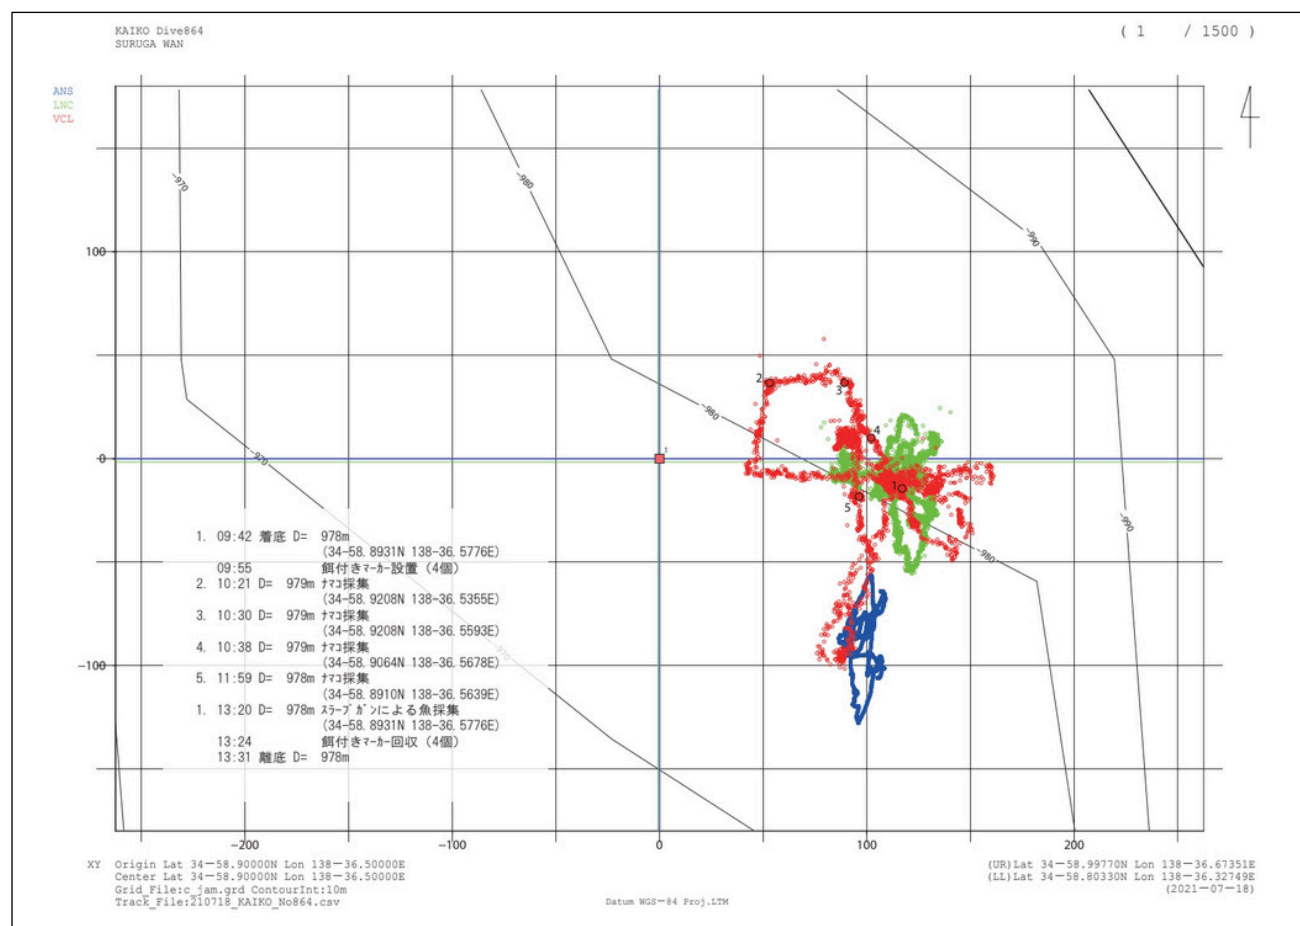 KAIKO Dive864
SURUGA WAN
( 1 / 1500 )
ANS
LNC
VCL
4
-970
-980
-990
100
2
3
4
-980
1
0
-970
1
5
-990
-980
-970
-100
1. 09:42 着底 D= 978m
(34-58.8931N 138-36.5776E)
09:55 餌付きマーカー設置 (4個)
2. 10:21 D= 979m ナマコ採集
(34-58.9208N 138-36.5355E)
3. 10:30 D= 979m ナマコ採集
(34-58.9208N 138-36.5593E)
4. 10:38 D= 979m ナマコ採集
(34-58.9064N 138-36.5678E)
5. 11:59 D= 978m ナマコ採集
(34-58.8910N 138-36.5639E)
1. 13:20 D= 978m スラープガンによる魚採集
(34-58.8931N 138-36.5776E)
13:24 餌付きマーカー回収 (4個)
13:31 離底 D= 978m
-200 -100 0 100 200
XY Origin Lat 34-58.90000N Lon 138-36.50000E
Center Lat 34-58.90000N Lon 138-36.50000E
Grid_File:c_jam.grd ContourInt:10m
Track_File:210718_KAIKO_No864.csv
Datum WGS-84 Proj.LTM
(UR)Lat 34-58.99770N Lon 138-36.67351E
(LL)Lat 34-58.80330N Lon 138-36.32749E
(2021-07-18)